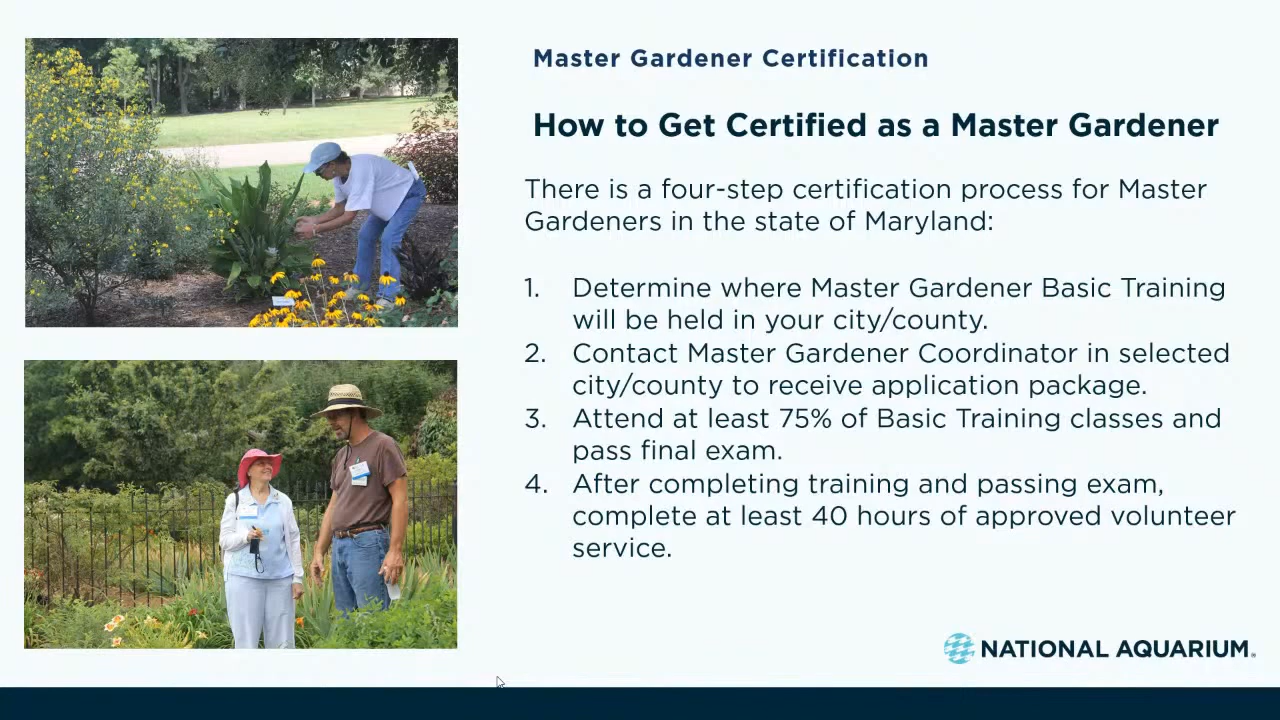 Master Gardener Certification
How to Get Certified as a Master Gardener
There is a four-step certification process for Master
Gardeners in the state of Maryland:
1. Determine where Master Gardener Basic Training
will be held in your city/county.
2. Contact Master Gardener Coordinator in selected
city/county to receive application package.
3. Attend at least 75% of Basic Training classes and
pass final exam.
4. After completing training and passing exam,
complete at least 40 hours of approved volunteer
service.
NATIONAL AQUARIUM